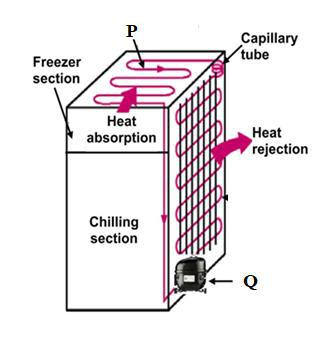 P
Capillary
tube
Freezer
section
Heat
absorption
Heat
rejection
Chilling
section
Q